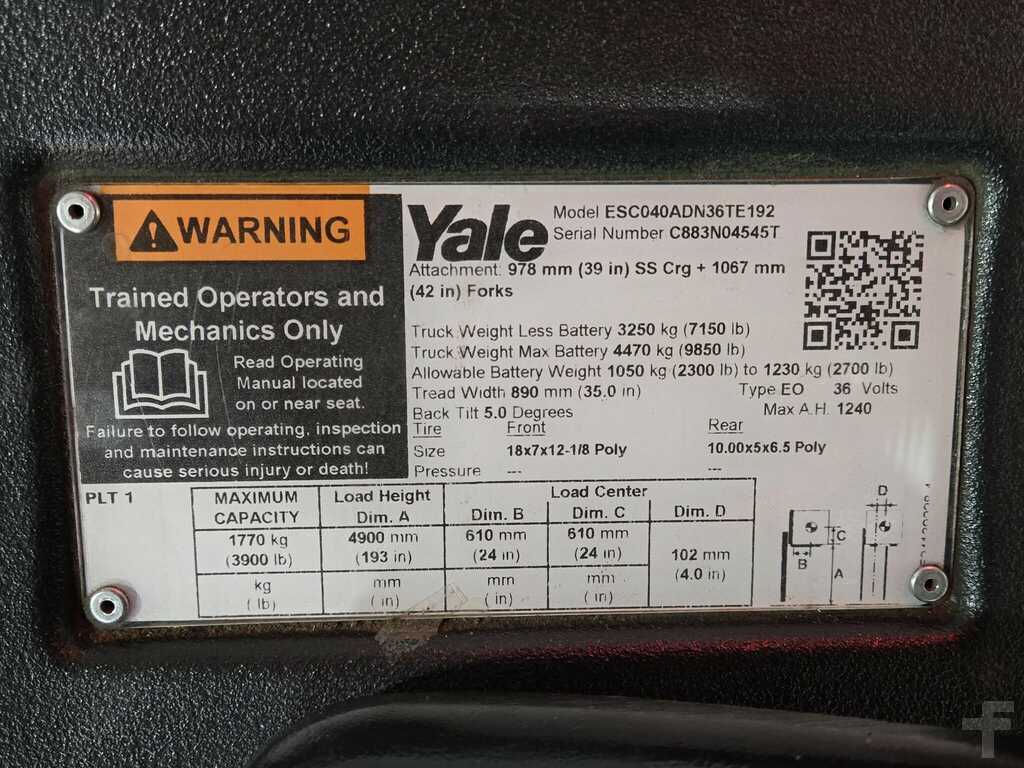 WARNING
Trained Operators and
Mechanics Only
Read Operating
Manual located
on or near seat.
Failure to follow operating, inspection
and maintenance instructions can
cause serious injury or death!
Yale
Model ESC040ADN36TE192
Serial Number C883N04545T
Attachment: 978 mm (39 in) SS Crg + 1067 mm
(42 in) Forks
Truck Weight Less Battery 3250 kg (7150 lb)
Truck Weight Max Battery 4470 kg (9850 lb)
Allowable Battery Weight 1050 kg (2300 lb) to 1230 kg (2700 lb)
Tread Width 890 mm (35.0 in) Type EO 36 Volts
Back Tilt 5.0 Degrees Max A.H. 1240
Tire Front Rear
Size 18x7x12-1/8 Poly 10.00x5x6.5 Poly
Pressure --- ---
PLT 1
MAXIMUM CAPACITY Load Height Dim. A Load Center
Dim. B Dim. C Dim. D
1770 kg 4900 mm 610 mm 610 mm
(3900 lb) (193 in) (24 in) (24 in)
102 mm
(4.0 in)
kg mm mm mm
(lb) ( in) ( in) ( in)
D
C
B
A